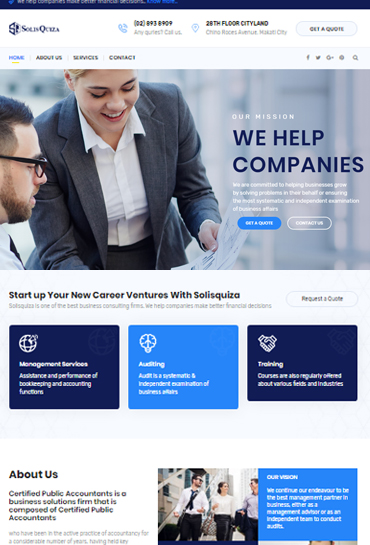 We help companies make better financial decisions.. Know more..
SOLISQUIZA
(02) 893 8909
Any quries? Call us.
28TH FLOOR CITYLAND
Chino Roces Avenue, Makati City
GET A QUOTE
HOME
ABOUT US
SERVICES
CONTACT
OUR MISSION
WE HELP
COMPANIES
We are committed to helping businesses grow
by solving problems in their behalf or ensuring
the most systematic and independent examination
of business affairs
GET A QUOTE
CONTACT US
Start up Your New Career Ventures With Solisquiza
Solisquiza is one of the best business consulting firms. We help companies make better financial decisions
Request a Quote
Management Services
Assistance and performance of
bookkeeping and accounting
functions
Auditing
Audit is a systematic &
independent examination of
business affairs
Training
Courses are also regularly offered
about various fields and industries
About Us
Certified Public Accountants is a
business solutions firm that is
composed of Certified Public
Accountants
who have been in the active practice of accountancy for
a considerable number of years, having held key
OUR VISION
We continue our endeavour to be
the best management partner in
business, either as a
management advisor or as an
independent team to conduct
audits.